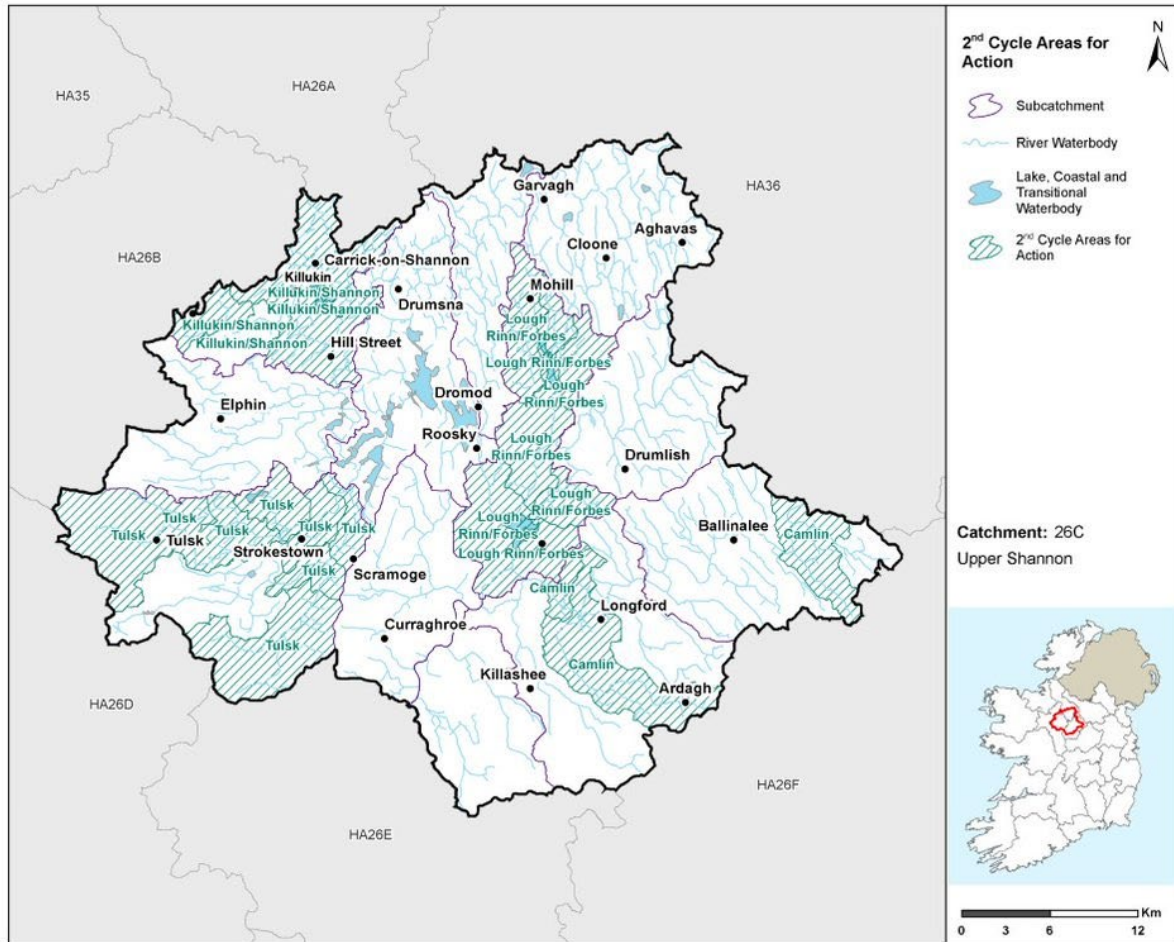 HA35
HA26A
HA36
HA26B
HA26D
HA26E
HA26F
Garvagh
Aghavas
Cloone
Carrick-on-Shannon
Killukin
Killukin/Shannon
Killukin/Shannon
Killukin/Shannon
Killukin/Shannon
Drumsna
Mohill
Hill Street
Lough
Rinn/Forbes
Lough Rinn/Forbes
Lough
Rinn/Forbes
Elphin
Dromod
Roosky
Lough
Rinn/Forbes
Drumlish
Lough
Rinn/Forbes
Lough
Rinn/Forbes
Lough Rinn/Forbes
Tulsk
Tulsk
Tulsk
Tulsk
Tulsk
Tulsk
Tulsk
Strokestown
Tulsk
Tulsk
Scramoge
Ballinalee
Camlin
Camlin
Longford
Curraghroe
Camlin
Killashee
Ardagh
2nd Cycle Areas for
Action
N
Subcatchment
River Waterbody
Lake, Coastal and
Transitional
Waterbody
2nd Cycle Areas for
Action
Catchment: 26C
Upper Shannon
Km
0 3 6 12